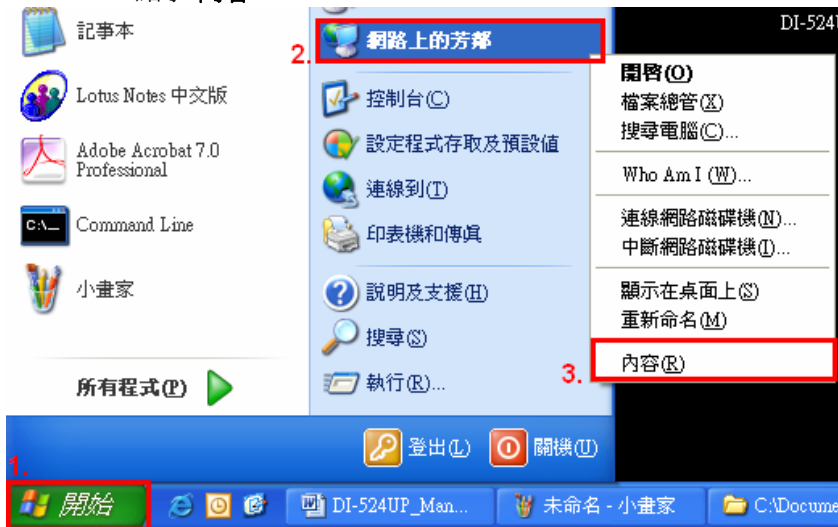 記事本
Lotus Notes 中文版
Adobe Acrobat 7.0
Professional
C:\_
Command Line
小畫家
所有程式(P)
2.
網路上的芳鄰
控制台(C)
設定程式存取及預設值
連線到(T)
印表機和傳真
說明及支援(H)
搜尋(S)
執行(R)...
DI-524U
開啓(O)
檔案總管(X)
搜尋電腦(C)...
Who Am I (W)...
連線網路磁碟機(N)...
中斷網路磁碟機(I)...
顯示在桌面上(S)
重新命名(M)
3.
內容(R)
登出(L)
關機(U)
1.
開始
DI-524UP_Man...
未命名 - 小畫家
C:\Docume